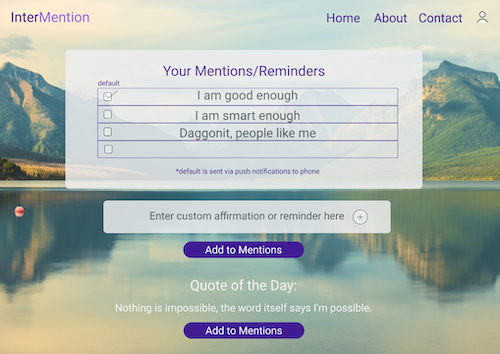 InterMention
Home About Contact
Your Mentions/Reminders
default
I am good enough
I am smart enough
Daggonit, people like me
*default is sent via push notifications to phone
Enter custom affirmation or reminder here
Add to Mentions
Quote of the Day:
Nothing is impossible, the word itself says I'm possible.
Add to Mentions